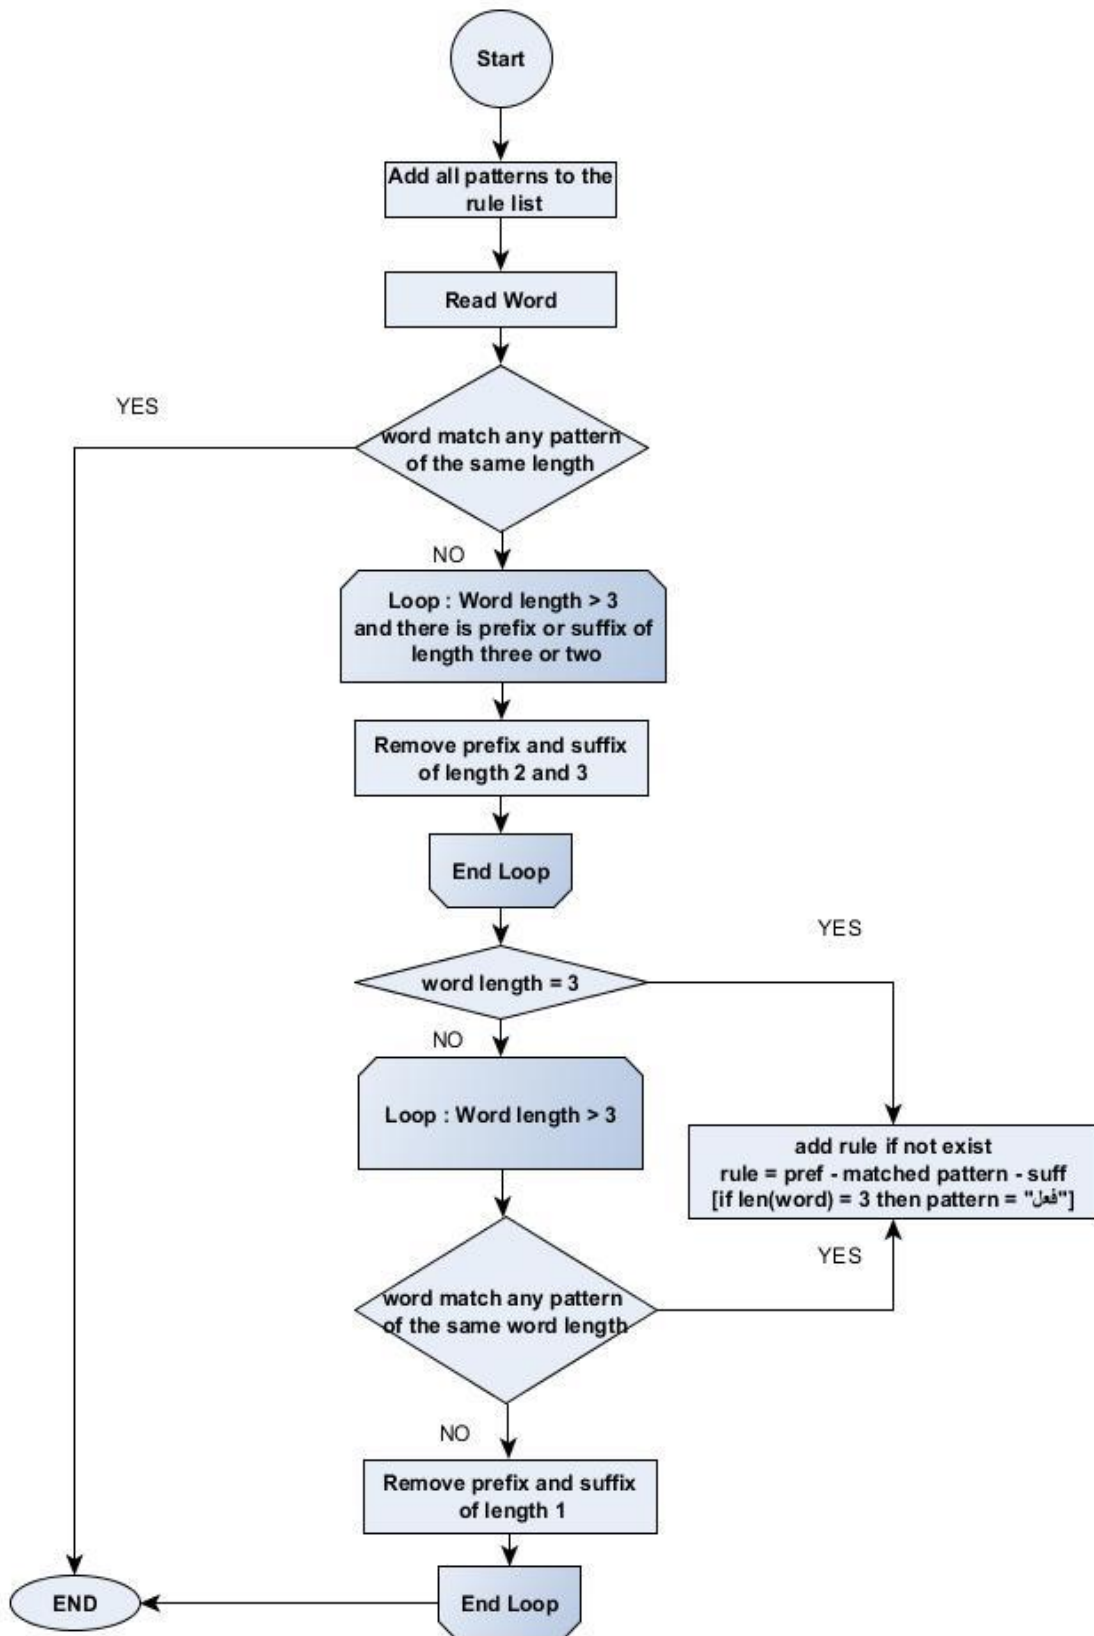 Start
Add all patterns to the
rule list
Read Word
YES
word match any pattern
of the same length
NO
Loop : Word length > 3
and there is prefix or suffix of
length three or two
Remove prefix and suffix
of length 2 and 3
End Loop
YES
word length = 3
NO
Loop : Word length > 3
add rule if not exist
rule = pref - matched pattern - suff
[if len(word) = 3 then pattern = "فعل"]
YES
word match any pattern
of the same word length
NO
Remove prefix and suffix
of length 1
END
End Loop